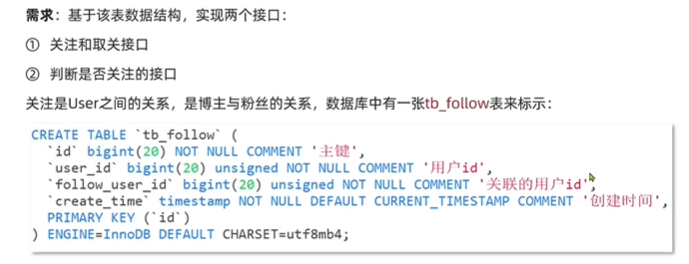 需求：基于该表数据结构，实现两个接口：
① 关注和取关接口
② 判断是否关注的接口
关注是User之间的关系，是博主与粉丝的关系，数据库中有一张tb_follow表来标示：
CREATE TABLE `tb_follow` (
  `id` bigint(20) NOT NULL COMMENT '主键',
  `user_id` bigint(20) unsigned NOT NULL COMMENT '用户id',
  `follow_user_id` bigint(20) unsigned NOT NULL COMMENT '关联的用户id',
  `create_time` timestamp NOT NULL DEFAULT CURRENT_TIMESTAMP COMMENT '创建时间',
  PRIMARY KEY (`id`)
) ENGINE=InnoDB DEFAULT CHARSET=utf8mb4;